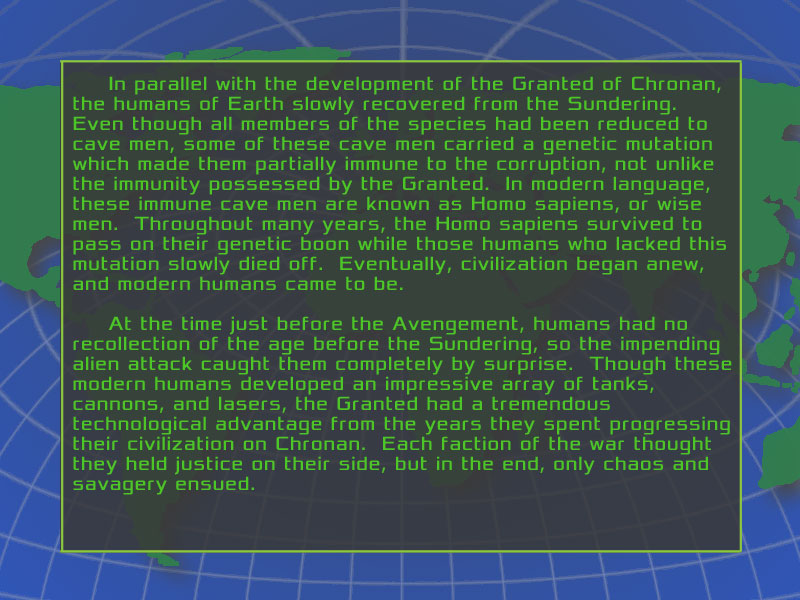 In parallel with the development of the Granted of Chronan,
the humans of Earth slowly recovered from the Sundering.
Even though all members of the species had been reduced to
cave men, some of these cave men carried a genetic mutation
which made them partially immune to the corruption, not unlike
the immunity possessed by the Granted. In modern language,
these immune cave men are known as Homo sapiens, or wise
men. Throughout many years, the Homo sapiens survived to
pass on their genetic boon while those humans who lacked this
mutation slowly died off. Eventually, civilization began anew,
and modern humans came to be.
At the time just before the Avengement, humans had no
recollection of the age before the Sundering, so the impending
alien attack caught them completely by surprise. Though these
modern humans developed an impressive array of tanks,
cannons, and lasers, the Granted had a tremendous
technological advantage from the years they spent progressing
their civilization on Chronan. Each faction of the war thought
they held justice on their side, but in the end, only chaos and
savagery ensued.